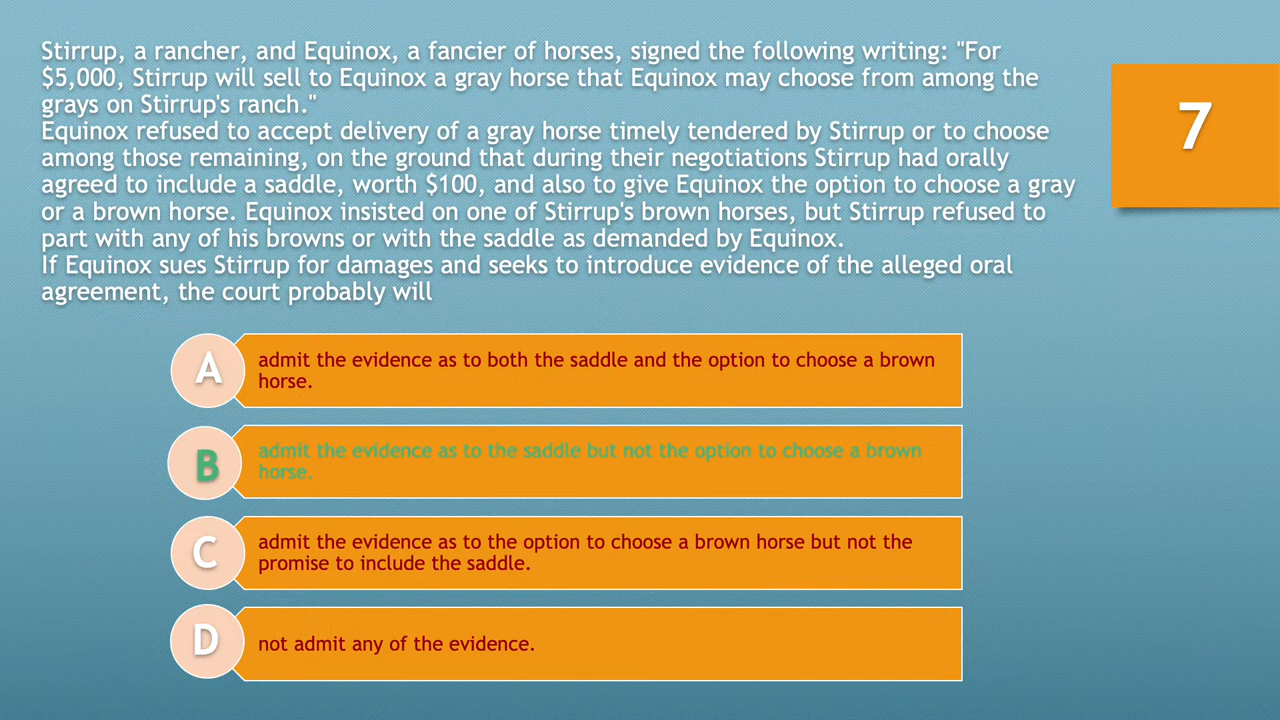 Stirrup, a rancher, and Equinox, a fancier of horses, signed the following writing: "For
$5,000, Stirrup will sell to Equinox a gray horse that Equinox may choose from among the
grays on Stirrup's ranch."
Equinox refused to accept delivery of a gray horse timely tendered by Stirrup or to choose
among those remaining, on the ground that during their negotiations Stirrup had orally
agreed to include a saddle, worth $100, and also to give Equinox the option to choose a gray
or a brown horse. Equinox insisted on one of Stirrup's brown horses, but Stirrup refused to
part with any of his browns or with the saddle as demanded by Equinox.
If Equinox sues Stirrup for damages and seeks to introduce evidence of the alleged oral
agreement, the court probably will
7
A
admit the evidence as to both the saddle and the option to choose a brown
horse.
B
admit the evidence as to the saddle but not the option to choose a brown
horse.
C
admit the evidence as to the option to choose a brown horse but not the
promise to include the saddle.
D
not admit any of the evidence.